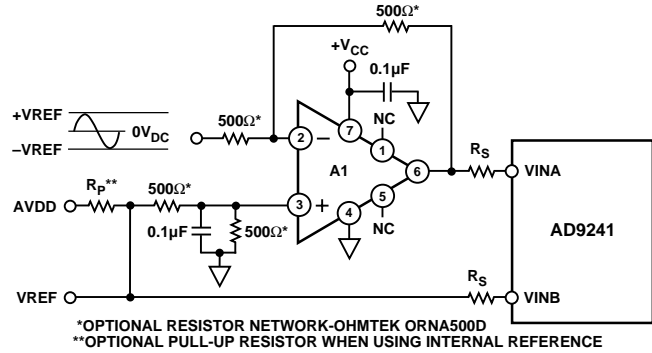 500Ω*
+VCC
0.1µF
+VREF
0VDC
–VREF
500Ω*
NC
2
–
7
1
A1
6
RS
VINA
RP**
AVDD
500Ω*
3
+
5
4
NC
0.1µF
500Ω*
AD9241
VREF
RS
VINB
*OPTIONAL RESISTOR NETWORK-OHMTEK ORNA500D
**OPTIONAL PULL-UP RESISTOR WHEN USING INTERNAL REFERENCE